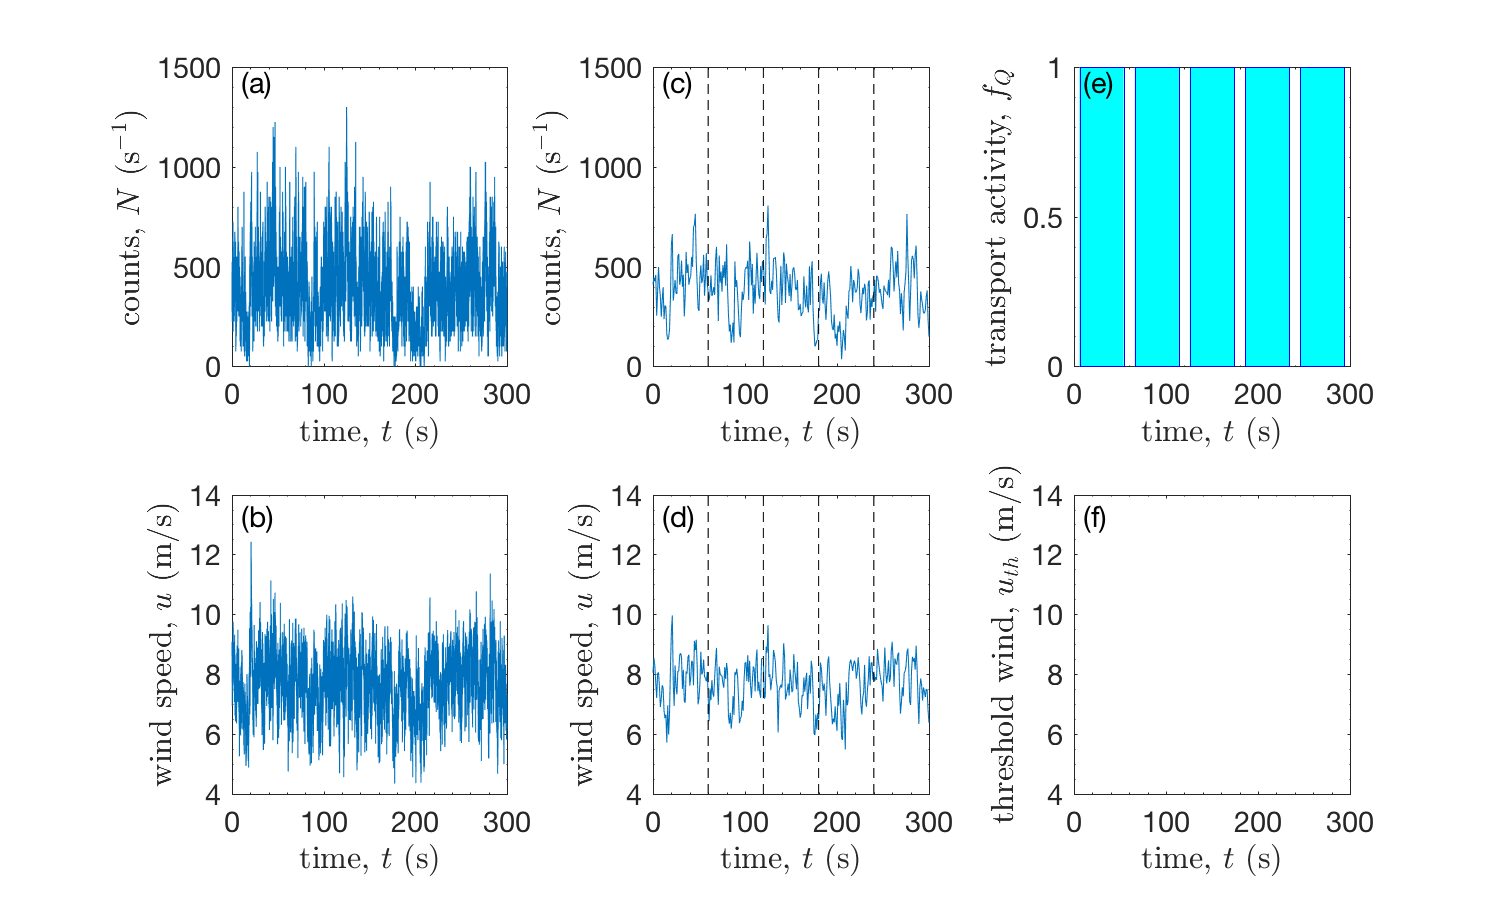 (a)
1500
1000
500
0
counts, N (s⁻¹)
0 100 200 300
time, t (s)
(c)
1500
1000
500
0
counts, N (s⁻¹)
0 100 200 300
time, t (s)
(e)
1
0.5
0
transport activity, f_Q
0 100 200 300
time, t (s)
(b)
14
12
10
8
6
4
wind speed, u (m/s)
0 100 200 300
time, t (s)
(d)
14
12
10
8
6
4
wind speed, u (m/s)
0 100 200 300
time, t (s)
(f)
14
12
10
8
6
4
threshold wind, u_th (m/s)
0 100 200 300
time, t (s)